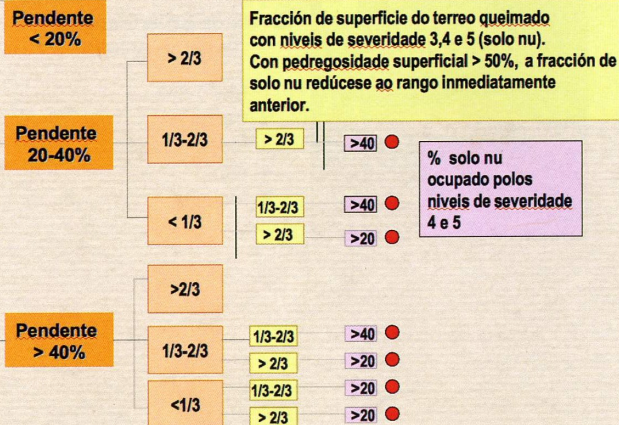 Pendente
< 20%
Fracción de superficie do terreo queimado
con niveis de severidade 3,4 e 5 (solo nu).
Con pedregosidade superficial > 50%, a fracción de
solo nu redúcese ao rango inmediatamente
anterior.
> 2/3
Pendente
20-40%
1/3-2/3
> 2/3
>40
% solo nu
ocupado polos
niveis de severidade
4 e 5
< 1/3
1/3-2/3
>40
> 2/3
>20
>2/3
Pendente
> 40%
1/3-2/3
1/3-2/3
>40
> 2/3
>20
<1/3
1/3-2/3
>20
> 2/3
>20